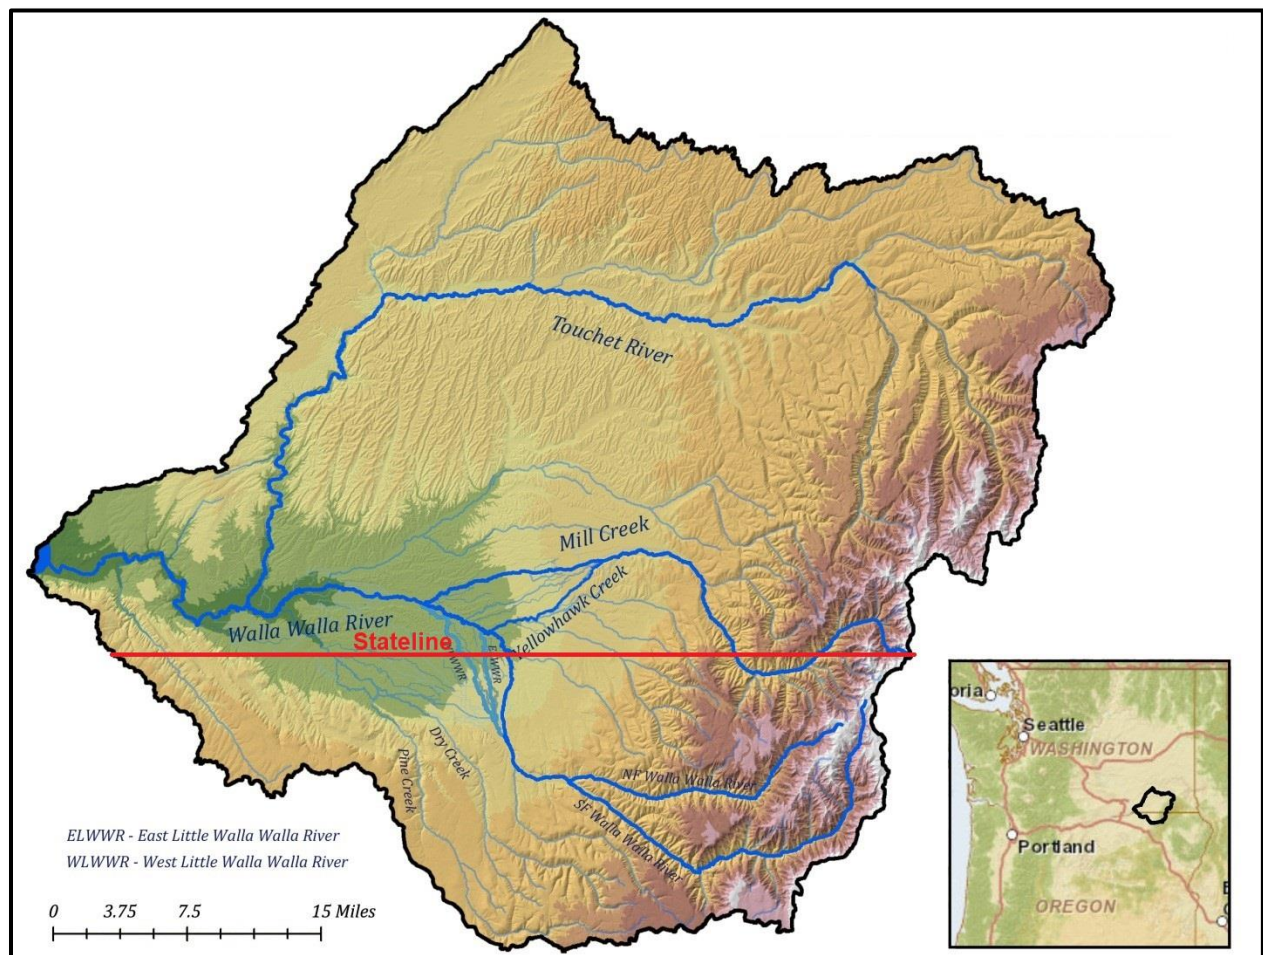 Touchet River
Mill Creek
Yellowhawk Creek
Walla Walla River
Stateline
WLWWR
ELWWR
Dry Creek
Pine Creek
NF Walla Walla River
SF Walla Walla River
ELWWR - East Little Walla Walla River
WLWWR - West Little Walla Walla River
0 3.75 7.5 15 Miles
oria
Seattle
WASHINGTON
Portland
OREGON